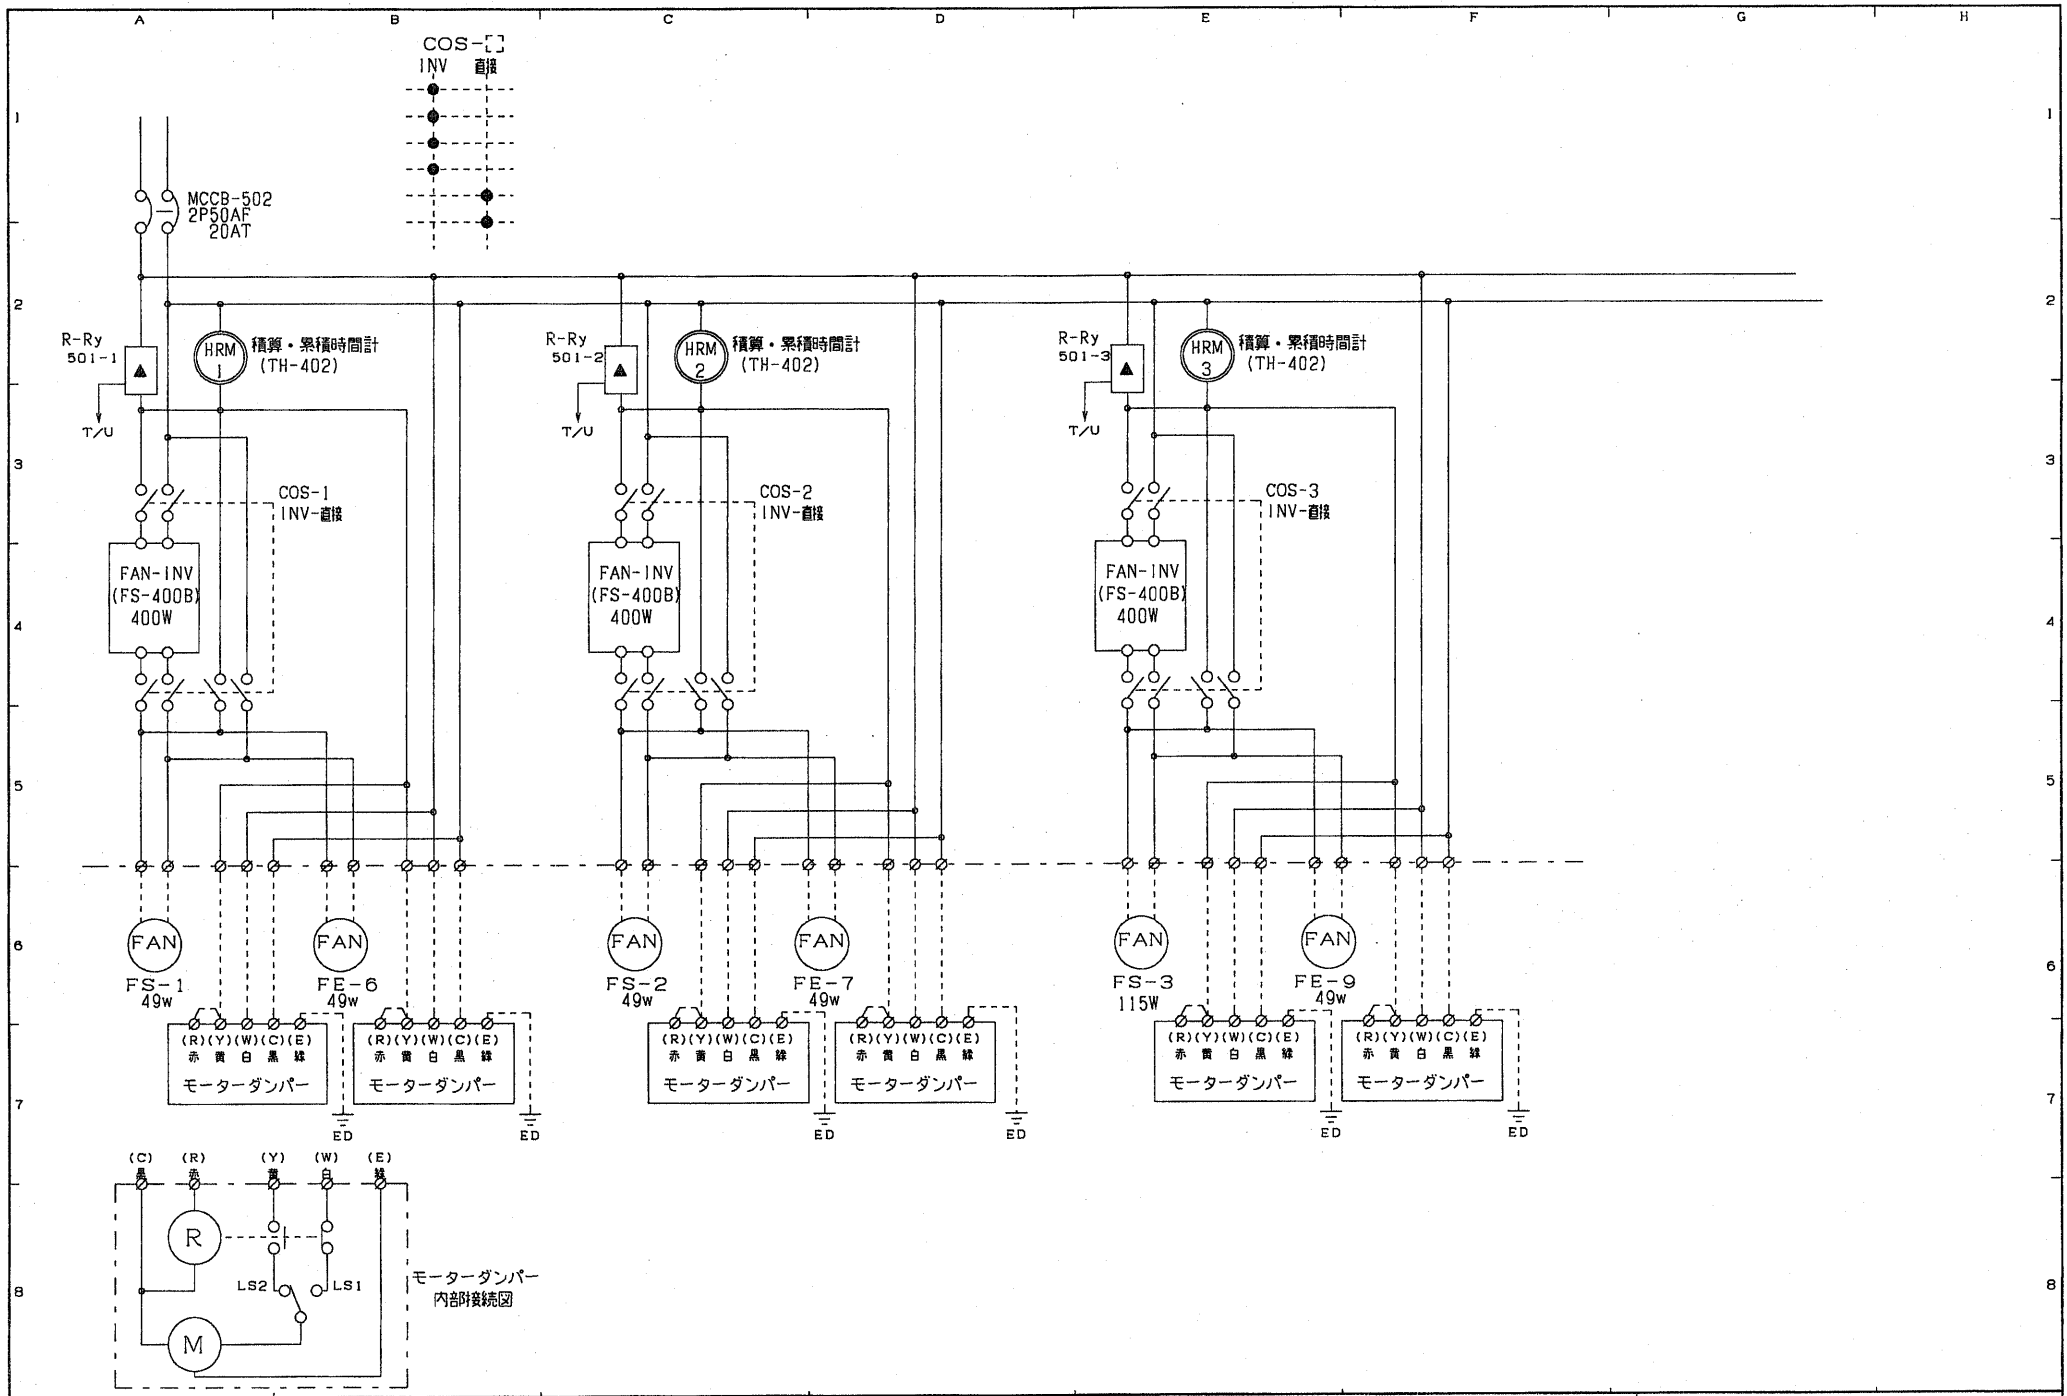 A B C D E F G H
COS-[ ]
INV 直接
1 1
MCCB-502
2P50AF
20AT
2 2
R-Ry
501-1
HRM
1
積算・累積時間計
(TH-402)
T/U
R-Ry
501-2
HRM
2
積算・累積時間計
(TH-402)
T/U
R-Ry
501-3
HRM
3
積算・累積時間計
(TH-402)
T/U
3 3
COS-1
INV-直接
COS-2
INV-直接
COS-3
INV-直接
FAN-INV
(FS-400B)
400W
FAN-INV
(FS-400B)
400W
FAN-INV
(FS-400B)
400W
4 4
5 5
FAN
FS-1
49w
FAN
FE-6
49w
FAN
FS-2
49w
FAN
FE-7
49w
FAN
FS-3
115W
FAN
FE-9
49w
6 6
(R)(Y)(W)(C)(E)
赤 黄 白 黒 緑
モーターダンパー
ED
(R)(Y)(W)(C)(E)
赤 黄 白 黒 緑
モーターダンパー
ED
(R)(Y)(W)(C)(E)
赤 黄 白 黒 緑
モーターダンパー
ED
(R)(Y)(W)(C)(E)
赤 黄 白 黒 緑
モーターダンパー
ED
(R)(Y)(W)(C)(E)
赤 黄 白 黒 緑
モーターダンパー
ED
(R)(Y)(W)(C)(E)
赤 黄 白 黒 緑
モーターダンパー
ED
7 7
(C) (R) (Y) (W) (E)
黒 赤 黄 白 緑
R
LS2 LS1
M
モーターダンパー
内部接続図
8 8